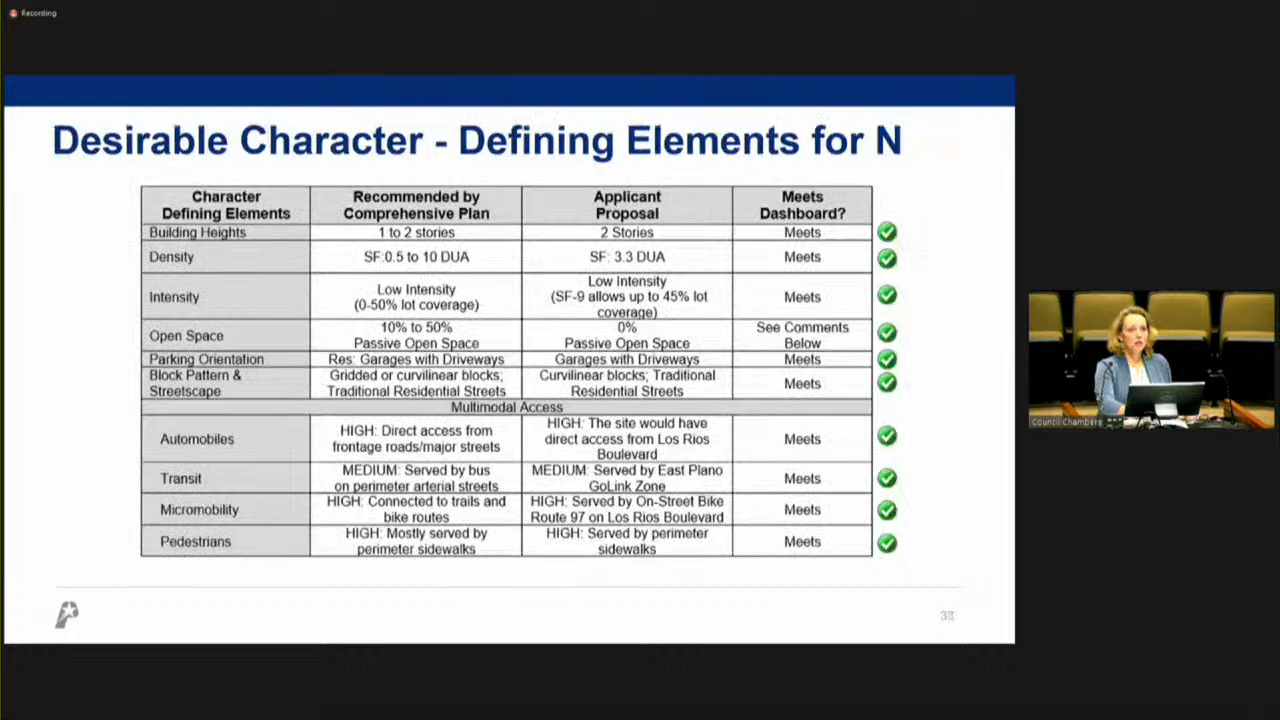 Recording
Desirable Character - Defining Elements for N
Character
Defining Elements
Recommended by
Comprehensive Plan
Applicant
Proposal
Meets
Dashboard?
Building Heights
1 to 2 stories
2 Stories
Meets
Density
SF:0.5 to 10 DUA
SF: 3.3 DUA
Meets
Intensity
Low Intensity
(0-50% lot coverage)
Low Intensity
(SF-9 allows up to 45% lot
coverage)
Meets
Open Space
10% to 50%
Passive Open Space
0%
Passive Open Space
See Comments
Below
Parking Orientation
Res: Garages with Driveways
Garages with Driveways
Meets
Block Pattern &
Streetscape
Gridded or curvilinear blocks;
Traditional Residential Streets
Curvilinear blocks; Traditional
Residential Streets
Meets
Multimodal Access
Automobiles
HIGH: Direct access from
frontage roads/major streets
HIGH: The site would have
direct access from Los Rios
Boulevard
Meets
Transit
MEDIUM: Served by bus
on perimeter arterial streets
MEDIUM: Served by East Plano
GoLink Zone
Meets
Micromobility
HIGH: Connected to trails and
bike routes
HIGH: Served by On-Street Bike
Route 97 on Los Rios Boulevard
Meets
Pedestrians
HIGH: Mostly served by
perimeter sidewalks
HIGH: Served by perimeter
sidewalks
Meets
Council Chambers